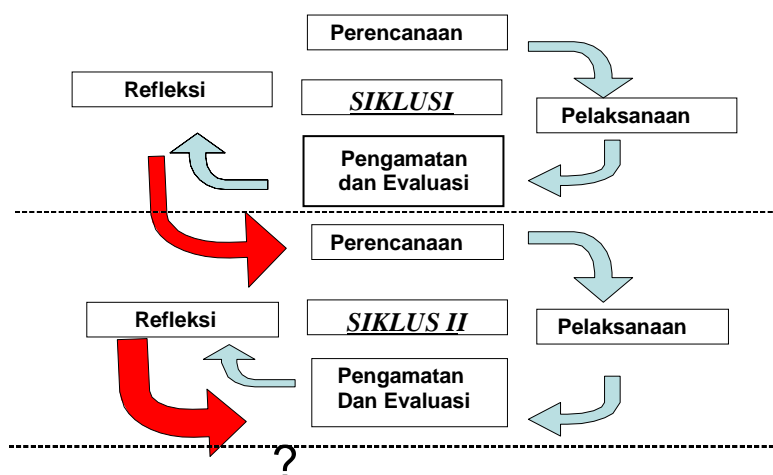 Perencanaan
Refleksi
SIKLUSI
Pelaksanaan
Pengamatan
dan Evaluasi
Perencanaan
Refleksi
SIKLUS II
Pelaksanaan
Pengamatan
Dan Evaluasi
?